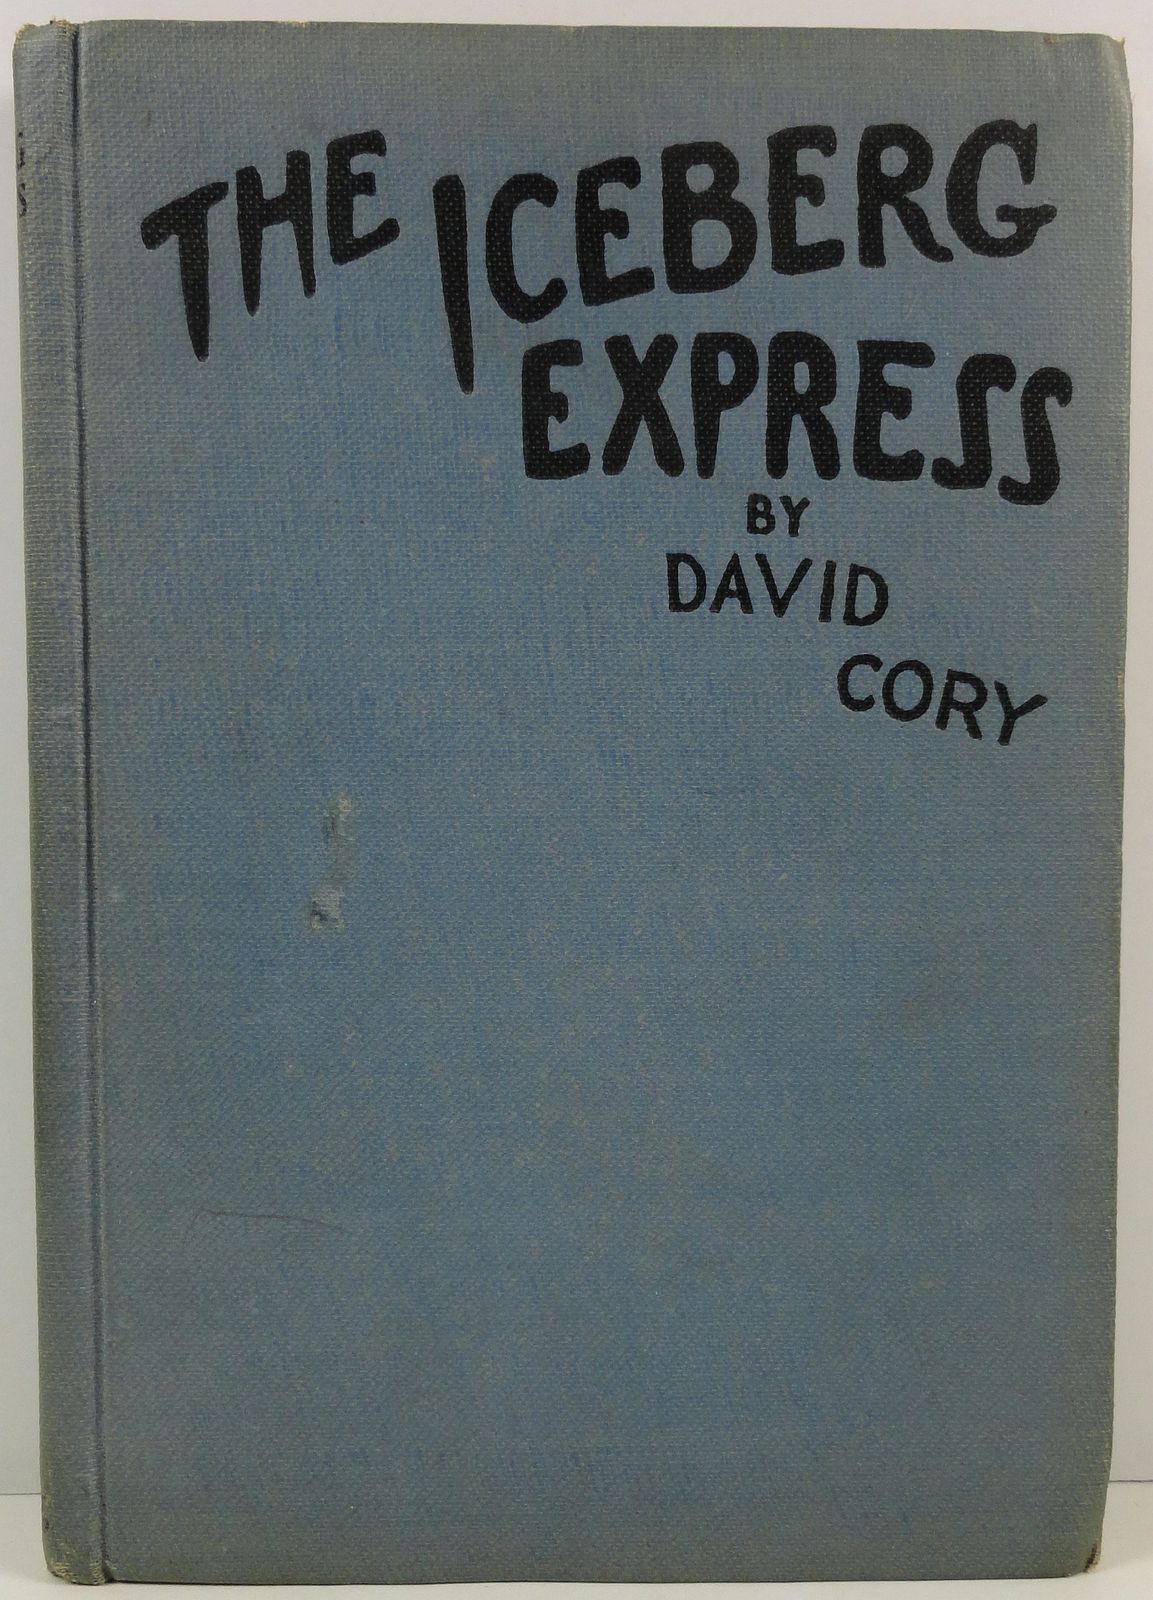 THE ICEBERG
EXPRESS
BY
DAVID
CORY